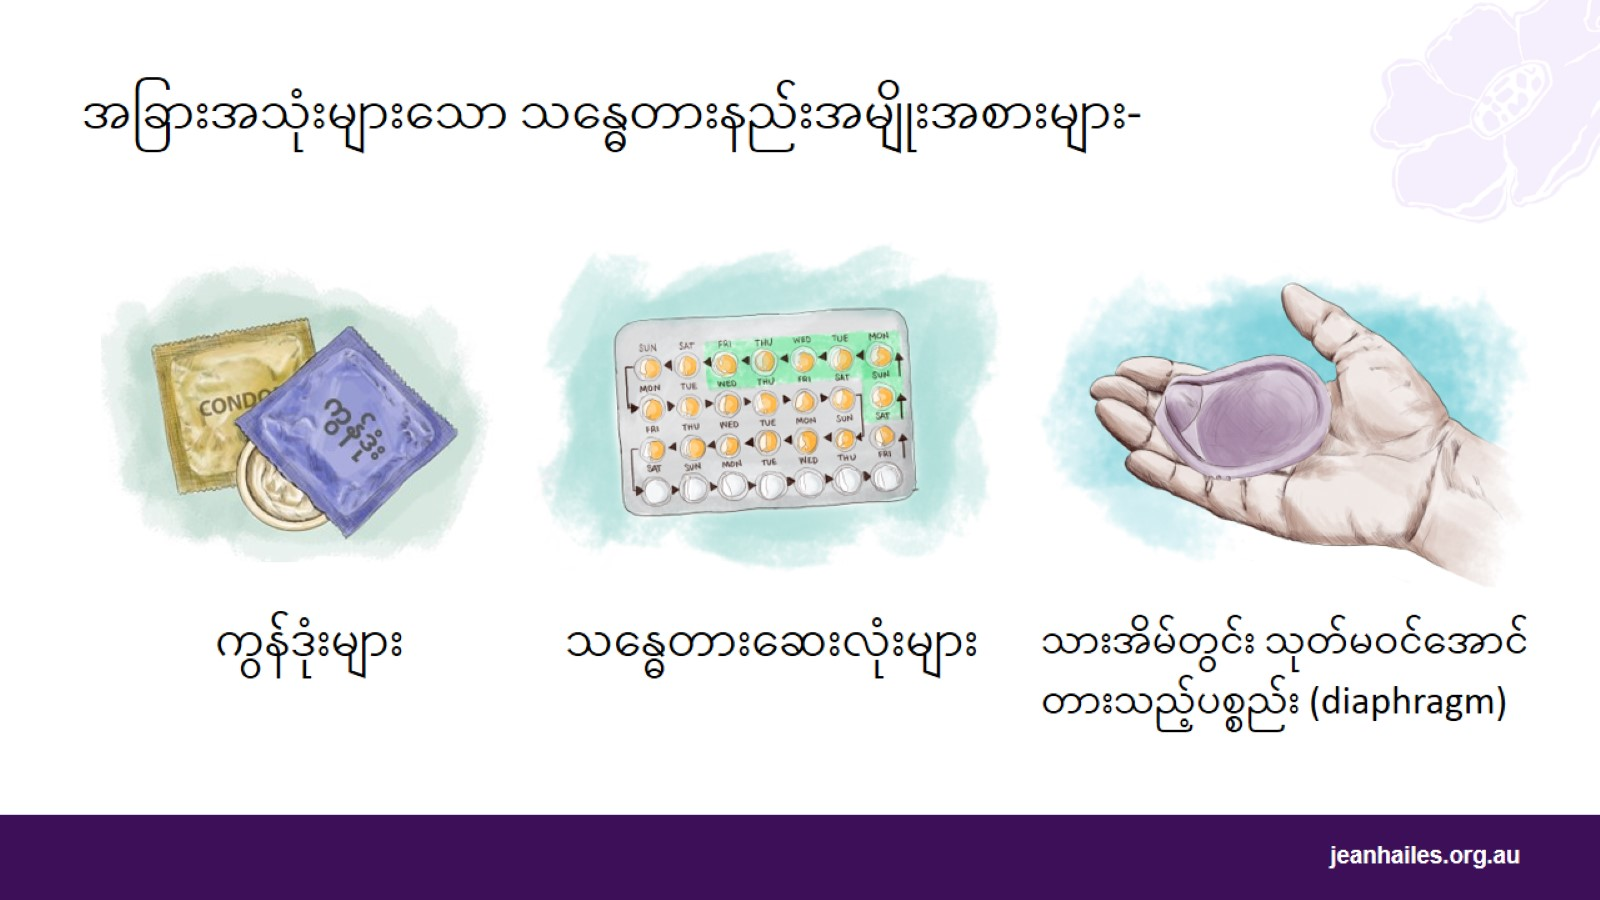 အခြားအသုံးများသော သန္ဓေတားနည်းအမျိုးအစားများ-
CONDO
ကွန်ဒုံး
SUN SAT FRI THU WED TUE MON
MON TUE WED THU FRI SAT SUN
FRI THU WED TUE MON SUN SAT
SAT SUN MON TUE WED THU FRI
ကွန်ဒုံးများ
သန္ဓေတားဆေးလုံးများ
သားအိမ်တွင်း သုတ်မဝင်အောင်
တားသည့်ပစ္စည်း (diaphragm)
jeanhailes.org.au